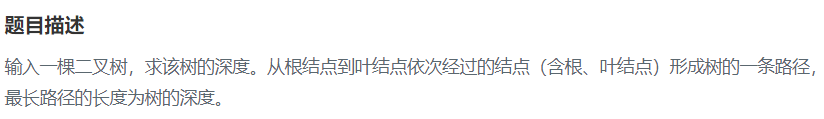 题目描述
输入一棵二叉树，求该树的深度。从根结点到叶结点依次经过的结点（含根、叶结点）形成树的一条路径，
最长路径的长度为树的深度。